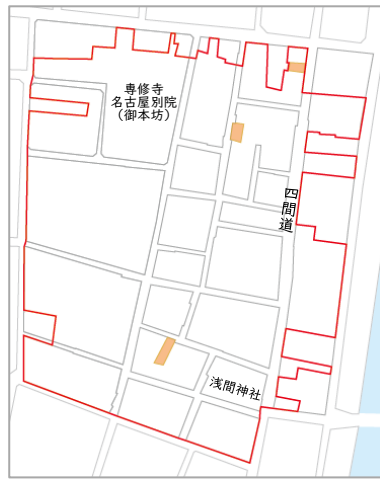 専修寺
名古屋別院
（御本坊）
四間道
浅間神社